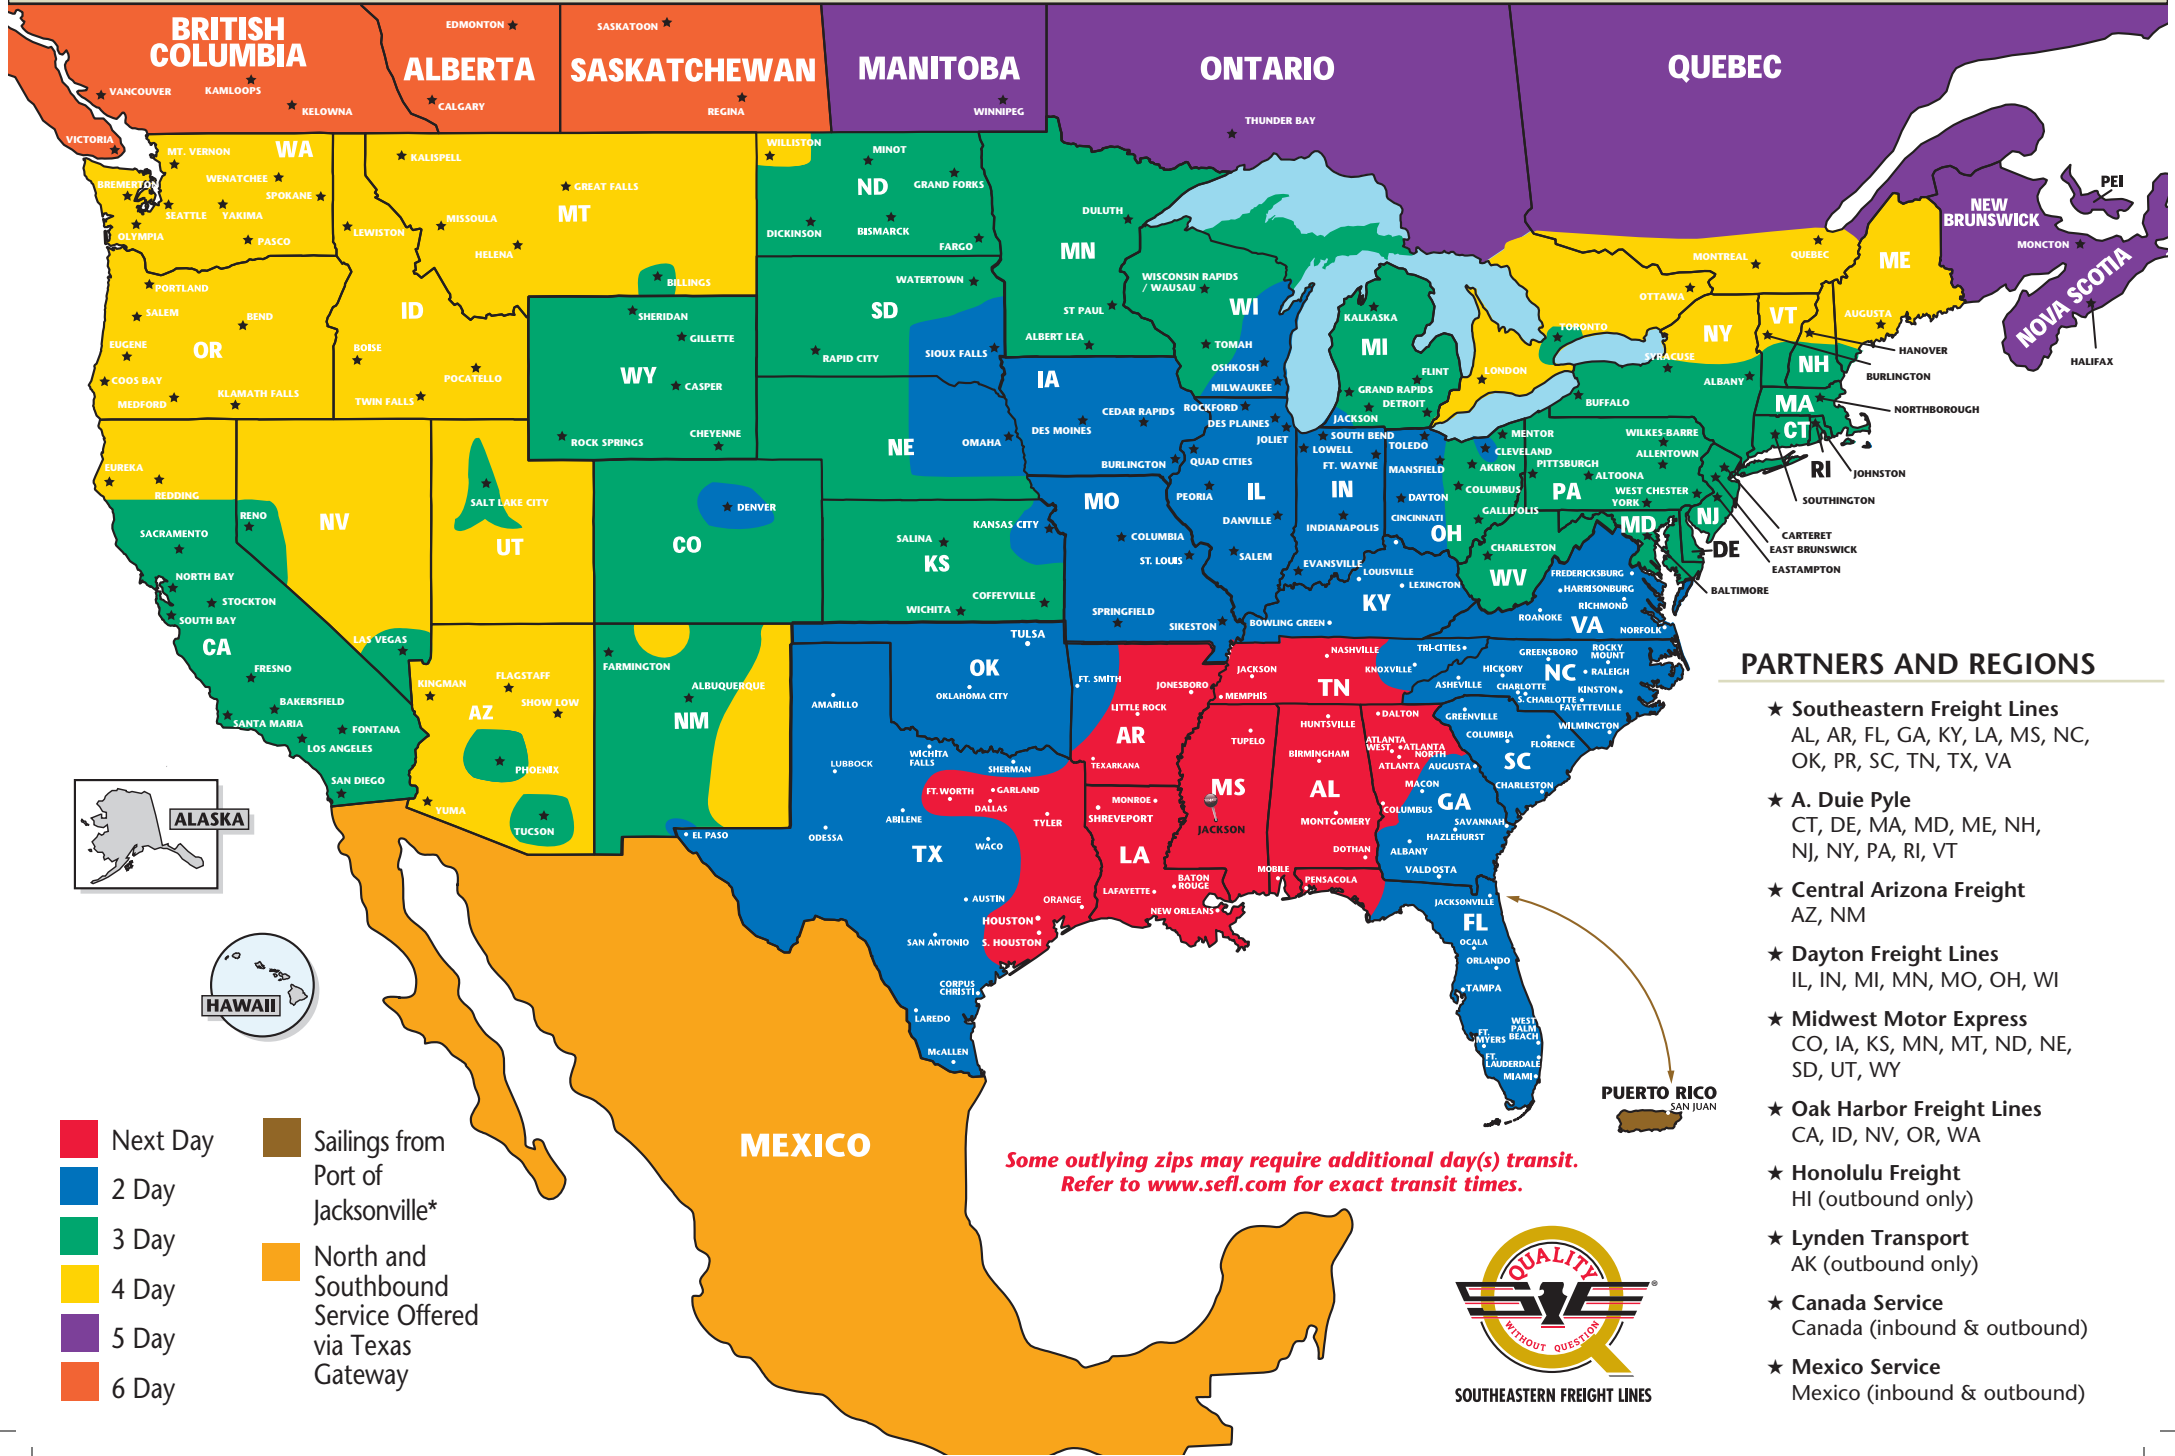 BRITISH
COLUMBIA
ALBERTA
SASKATCHEWAN
MANITOBA
ONTARIO
QUEBEC
EDMONTON
SASKATOON
VANCOUVER
KAMLOOPS
KELOWNA
CALGARY
REGINA
WINNIPEG
THUNDER BAY
VICTORIA
PEI
NEW
BRUNSWICK
MONCTON
NOVA SCOTIA
HALIFAX
MONTREAL
QUEBEC
OTTAWA
TORONTO
LONDON
WA
MT. VERNON
WENATCHEE
BREMERTON
SPOKANE
SEATTLE
YAKIMA
OLYMPIA
PASCO
OR
PORTLAND
SALEM
BEND
EUGENE
COOS BAY
MEDFORD
KLAMATH FALLS
ID
LEWISTON
BOISE
POCATELLO
TWIN FALLS
MT
KALISPELL
GREAT FALLS
MISSOULA
HELENA
BILLINGS
ND
WILLISTON
MINOT
GRAND FORKS
DICKINSON
BISMARCK
FARGO
SD
WATERTOWN
RAPID CITY
SIOUX FALLS
WY
SHERIDAN
GILLETTE
CASPER
ROCK SPRINGS
CHEYENNE
NE
OMAHA
MN
DULUTH
ST PAUL
ALBERT LEA
WI
WISCONSIN RAPIDS
/ WAUSAU
TOMAH
OSHKOSH
MILWAUKEE
MI
KALKASKA
FLINT
GRAND RAPIDS
DETROIT
JACKSON
IA
CEDAR RAPIDS
DES MOINES
BURLINGTON
IL
ROCKFORD
DES PLAINES
JOLIET
QUAD CITIES
PEORIA
DANVILLE
SALEM
IN
SOUTH BEND
LOWELL
FT. WAYNE
INDIANAPOLIS
EVANSVILLE
OH
TOLEDO
MENTOR
CLEVELAND
AKRON
MANSFIELD
DAYTON
COLUMBUS
CINCINNATI
GALLIPOLIS
PA
WILKES-BARRE
ALLENTOWN
PITTSBURGH
ALTOONA
WEST CHESTER
YORK
NY
SYRACUSE
ALBANY
BUFFALO
VT
NH
ME
AUGUSTA
HANOVER
BURLINGTON
MA
NORTHBOROUGH
CT
RI
JOHNSTON
SOUTHINGTON
NJ
CARTERET
EAST BRUNSWICK
EASTAMPTON
MD
DE
BALTIMORE
WV
CHARLESTON
VA
FREDERICKSBURG
HARRISONBURG
RICHMOND
ROANOKE
NORFOLK
KY
LOUISVILLE
LEXINGTON
BOWLING GREEN
MO
KANSAS CITY
COLUMBIA
ST. LOUIS
SPRINGFIELD
SIKESTON
KS
SALINA
WICHITA
COFFEYVILLE
CO
DENVER
UT
SALT LAKE CITY
NV
RENO
LAS VEGAS
CA
EUREKA
REDDING
SACRAMENTO
NORTH BAY
STOCKTON
SOUTH BAY
FRESNO
BAKERSFIELD
SANTA MARIA
FONTANA
LOS ANGELES
SAN DIEGO
AZ
KINGMAN
FLAGSTAFF
SHOW LOW
PHOENIX
YUMA
TUCSON
NM
FARMINGTON
ALBUQUERQUE
OK
TULSA
OKLAHOMA CITY
TX
AMARILLO
LUBBOCK
WICHITA
FALLS
SHERMAN
FT. WORTH
GARLAND
DALLAS
TYLER
ABILENE
EL PASO
ODESSA
WACO
AUSTIN
ORANGE
HOUSTON
S. HOUSTON
SAN ANTONIO
CORPUS
CHRISTI
LAREDO
McALLEN
AR
FT. SMITH
JONESBORO
LITTLE ROCK
TEXARKANA
LA
MONROE
SHREVEPORT
LAFAYETTE
BATON
ROUGE
NEW ORLEANS
MS
TUPELO
JACKSON
TN
NASHVILLE
JACKSON
MEMPHIS
KNOXVILLE
TRI-CITIES
AL
HUNTSVILLE
BIRMINGHAM
MONTGOMERY
DOTHAN
MOBILE
GA
DALTON
ATLANTA
WEST
ATLANTA
NORTH
ATLANTA
AUGUSTA
MACON
COLUMBUS
SAVANNAH
HAZLEHURST
ALBANY
VALDOSTA
NC
GREENSBORO
ROCKY
MOUNT
HICKORY
RALEIGH
ASHEVILLE
CHARLOTTE
S. CHARLOTTE
KINSTON
FAYETTEVILLE
WILMINGTON
SC
GREENVILLE
COLUMBIA
FLORENCE
CHARLESTON
FL
PENSACOLA
JACKSONVILLE
OCALA
ORLANDO
TAMPA
FT.
MYERS
WEST
PALM
BEACH
FT.
LAUDERDALE
MIAMI
PUERTO RICO
SAN JUAN
ALASKA
HAWAII
MEXICO
Next Day
2 Day
3 Day
4 Day
5 Day
6 Day
Sailings from
Port of
Jacksonville*
North and
Southbound
Service Offered
via Texas
Gateway
Some outlying zips may require additional day(s) transit.
Refer to www.sefl.com for exact transit times.
QUALITY
WITHOUT QUESTION
®
SOUTHEASTERN FREIGHT LINES
PARTNERS AND REGIONS
★ Southeastern Freight Lines
AL, AR, FL, GA, KY, LA, MS, NC,
OK, PR, SC, TN, TX, VA
★ A. Duie Pyle
CT, DE, MA, MD, ME, NH,
NJ, NY, PA, RI, VT
★ Central Arizona Freight
AZ, NM
★ Dayton Freight Lines
IL, IN, MI, MN, MO, OH, WI
★ Midwest Motor Express
CO, IA, KS, MN, MT, ND, NE,
SD, UT, WY
★ Oak Harbor Freight Lines
CA, ID, NV, OR, WA
★ Honolulu Freight
HI (outbound only)
★ Lynden Transport
AK (outbound only)
★ Canada Service
Canada (inbound & outbound)
★ Mexico Service
Mexico (inbound & outbound)